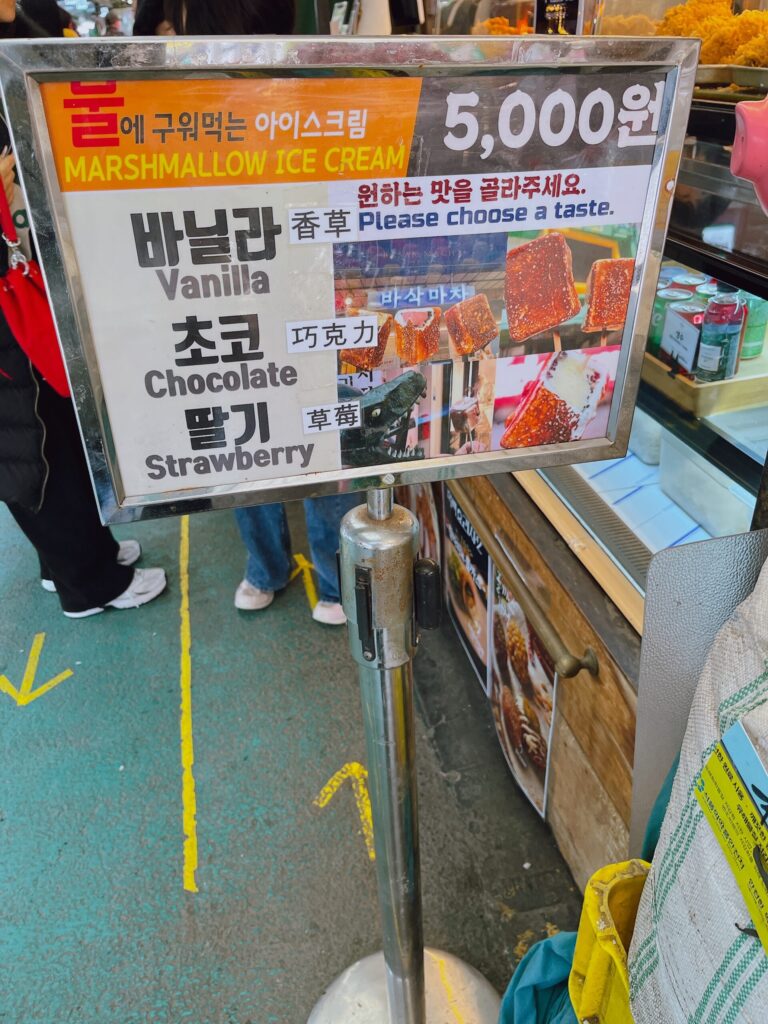 불에 구워먹는 아이스크림
MARSHMALLOW ICE CREAM
5,000원
원하는 맛을 골라주세요.
Please choose a taste.
바닐라 香草
Vanilla
초코 巧克力
Chocolate
딸기 草莓
Strawberry
바삭마차